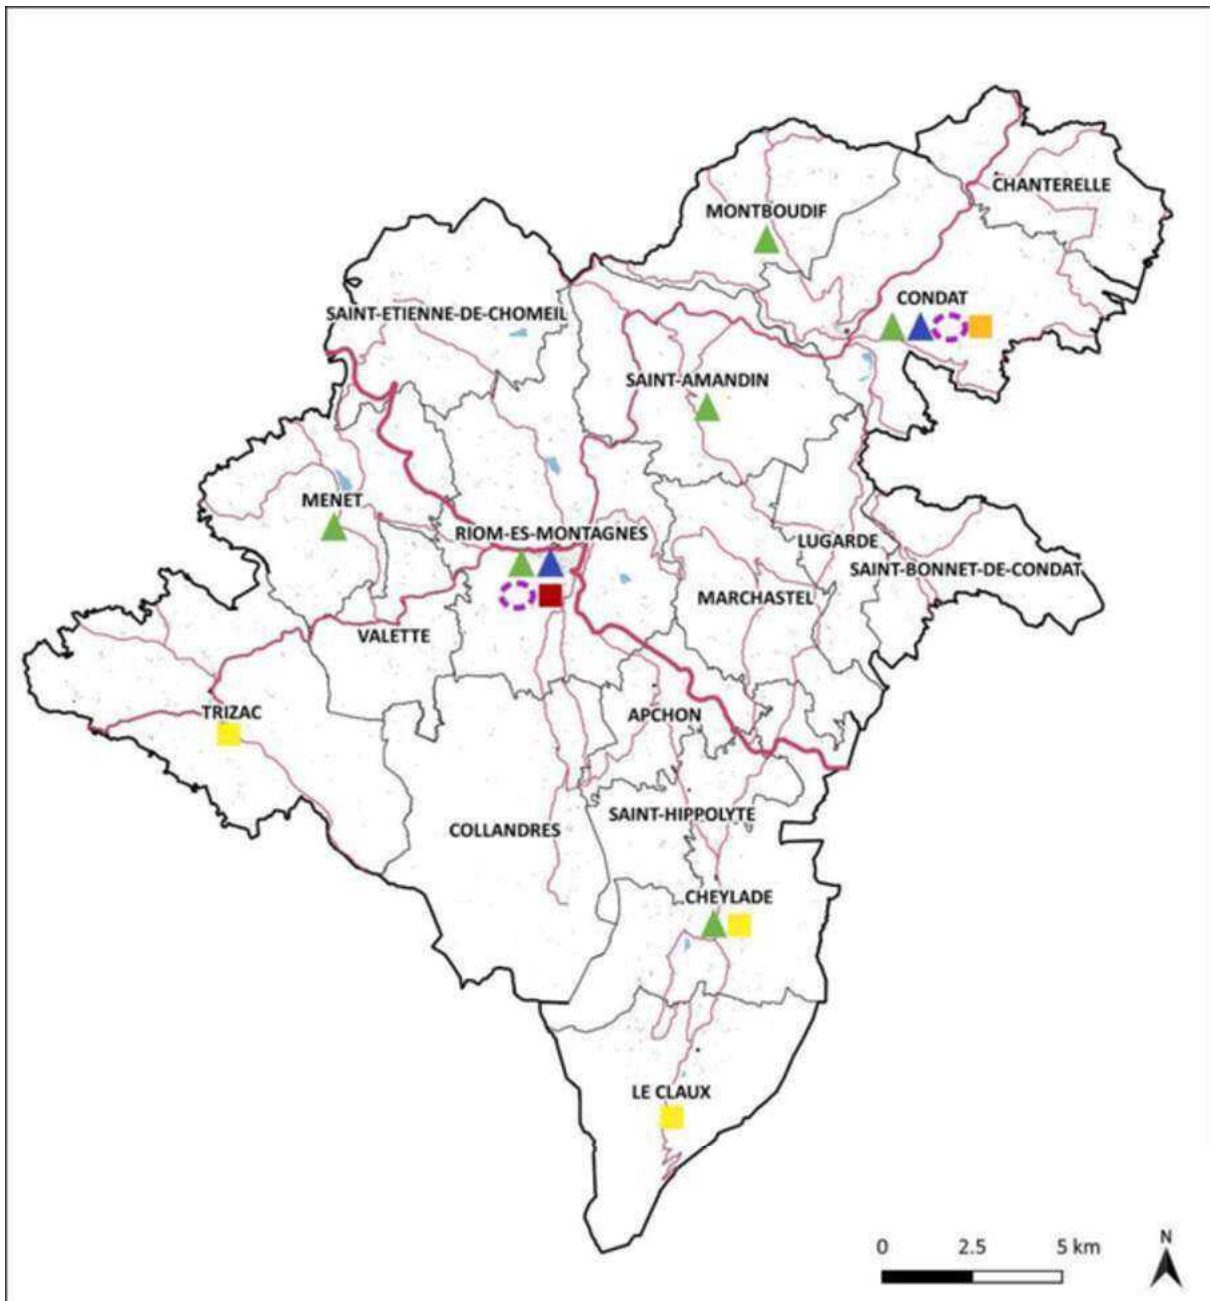 CHANTERELLE
MONTBOUDIF
CONDAT
SAINT-ETIENNE-DE-CHOMEIL
SAINT-AMANDIN
MENET
RIOM-ES-MONTAGNES
LUGARDE
SAINT-BONNET-DE-CONDAT
MARCHASTEL
VALETTE
TRIZAC
APCHON
SAINT-HIPPOLYTE
COLLANDRES
CHEYLADE
LE CLAUX
N
0 2.5 5 km